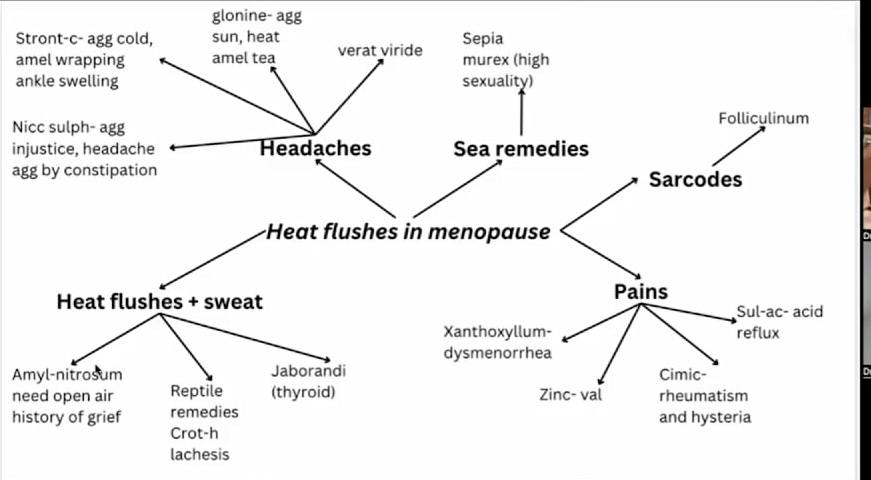 Stront-c- agg cold,
amel wrapping
ankle swelling
glonine- agg
sun, heat
amel tea
verat viride
Sepia
murex (high
sexuality)
Folliculinum
Nicc sulph- agg
injustice, headache
agg by constipation
Headaches
Sea remedies
Sarcodes
Heat flushes in menopause
Heat flushes + sweat
Pains
Amyl-nitrosum
need open air
history of grief
Reptile
remedies
Crot-h
lachesis
Jaborandi
(thyroid)
Xanthoxyllum-
dysmenorrhea
Zinc- val
Cimic-
rheumatism
and hysteria
Sul-ac- acid
reflux